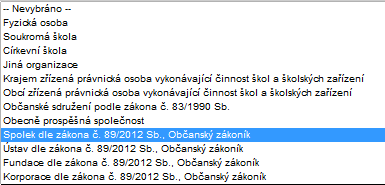 -- Nevybráno --
Fyzická osoba
Soukromá škola
Církevní škola
Jiná organizace
Krajem zřízená právnická osoba vykonávající činnost škol a školských zařízení
Obcí zřízená právnická osoba vykonávající činnost škol a školských zařízení
Občanské sdružení podle zákona č. 83/1990 Sb.
Obecně prospěšná společnost
Spolek dle zákona č. 89/2012 Sb., Občanský zákoník
Ústav dle zákona č. 89/2012 Sb., Občanský zákoník
Fundace dle zákona č. 89/2012 Sb., Občanský zákoník
Korporace dle zákona č. 89/2012 Sb., Občanský zákoník